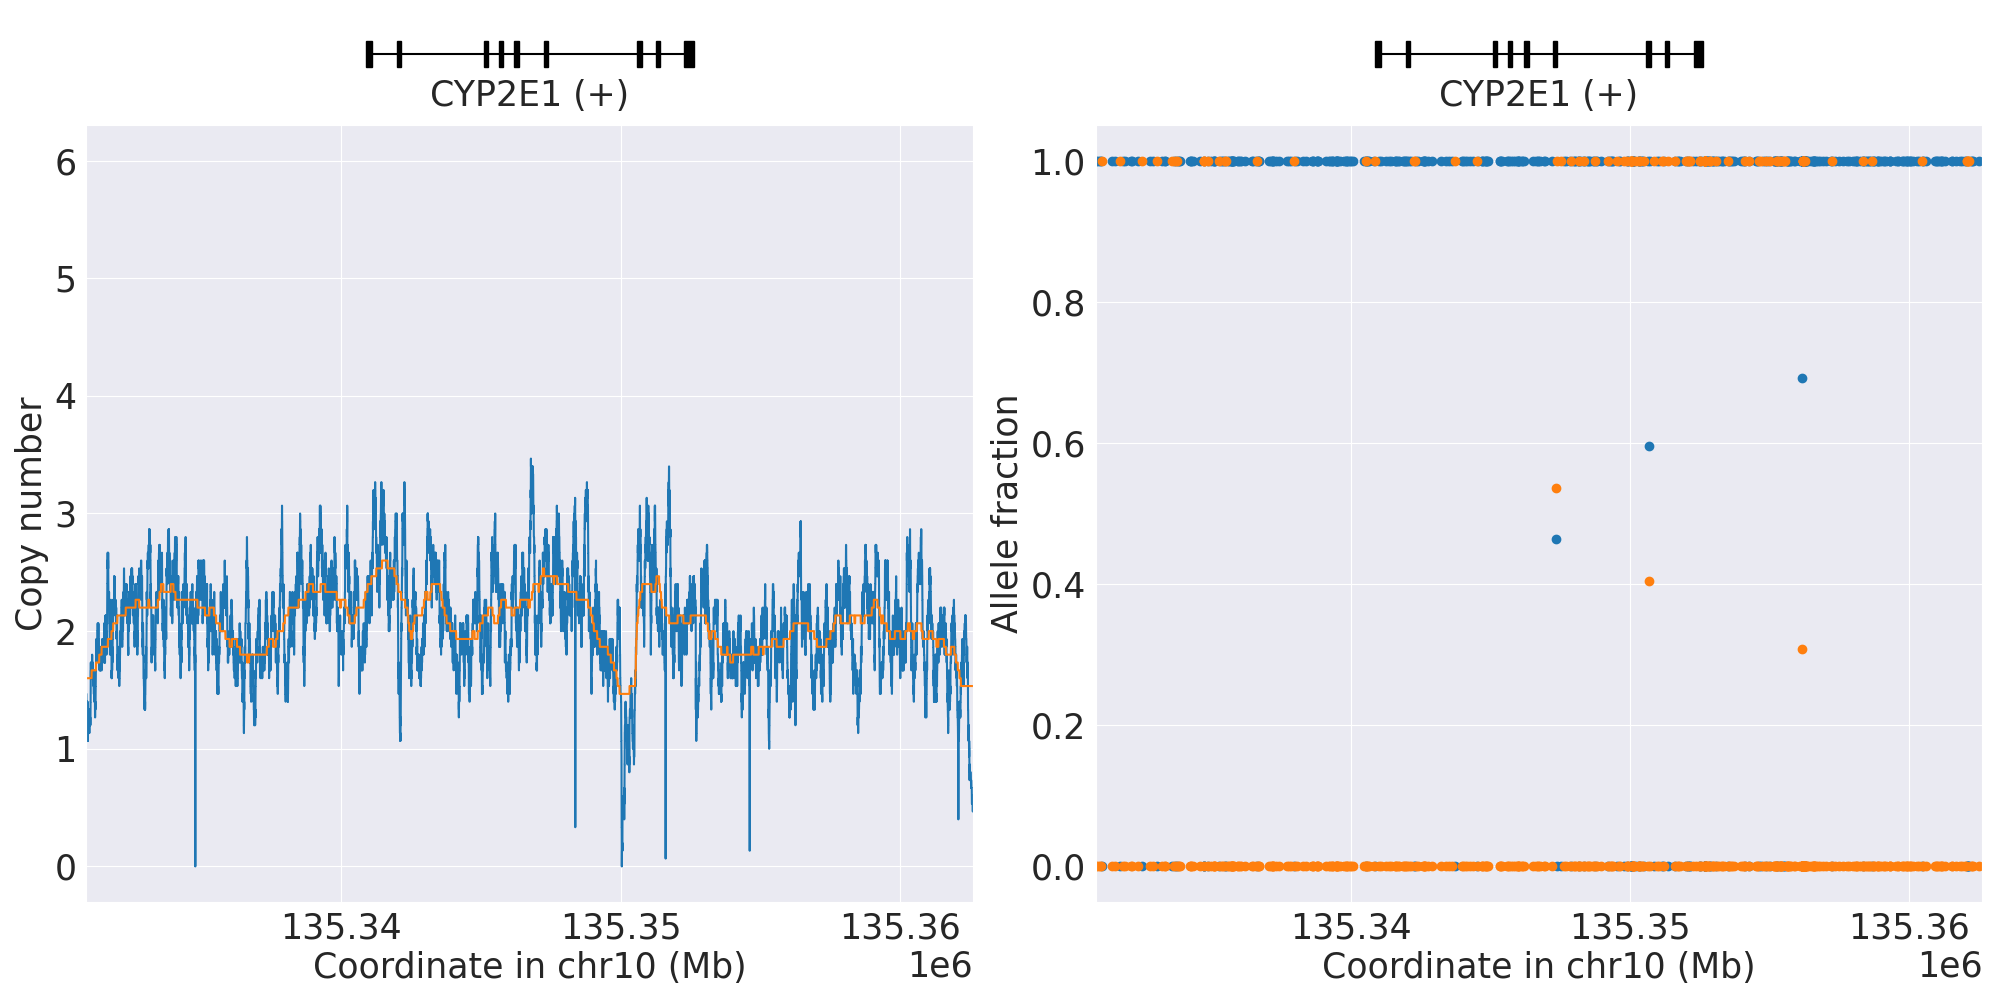 CYP2E1 (+)
CYP2E1 (+)
Copy number
6
5
4
3
2
1
0
135.34
135.35
135.36
Coordinate in chr10 (Mb)
1e6
Allele fraction
1.0
0.8
0.6
0.4
0.2
0.0
135.34
135.35
135.36
Coordinate in chr10 (Mb)
1e6